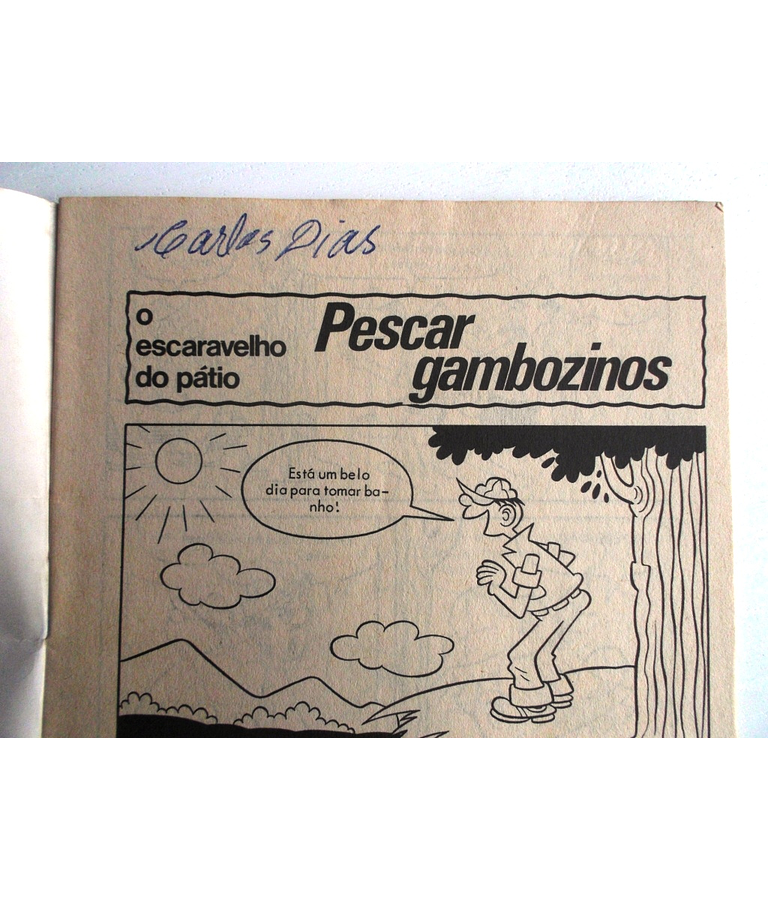 Carlos Dias
o
escaravelho
do pátio
Pescar
gambozinos
Está um belo
dia para tomar ba-
nho!